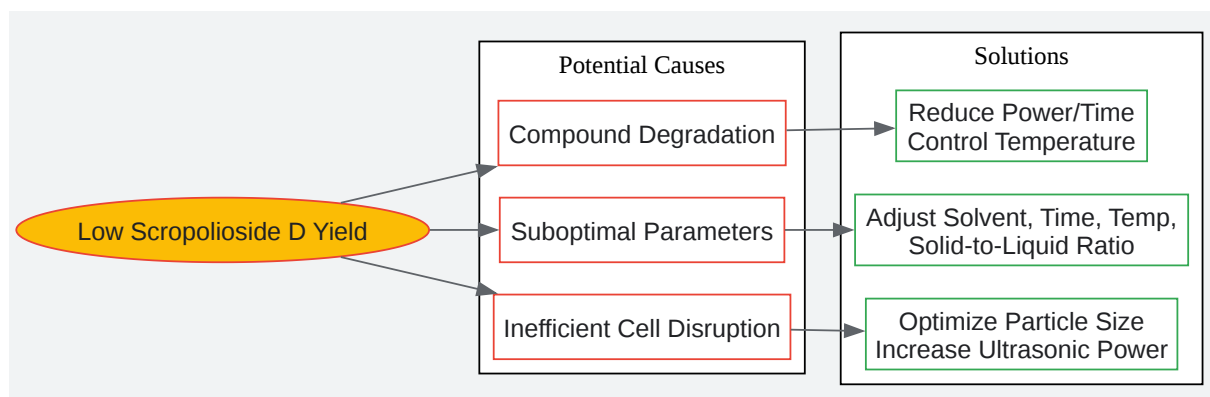 Low Scropolioside D Yield
Potential Causes
Compound Degradation
Suboptimal Parameters
Inefficient Cell Disruption
Solutions
Reduce Power/Time
Control Temperature
Adjust Solvent, Time, Temp,
Solid-to-Liquid Ratio
Optimize Particle Size
Increase Ultrasonic Power